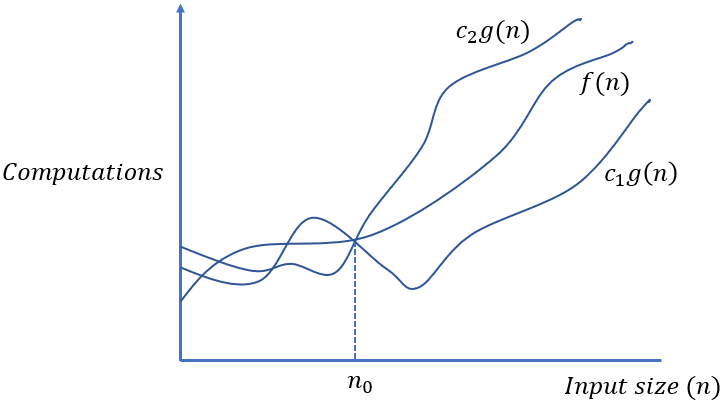 c₂g(n)
f(n)
Computations
c₁g(n)
n₀
Input size (n)